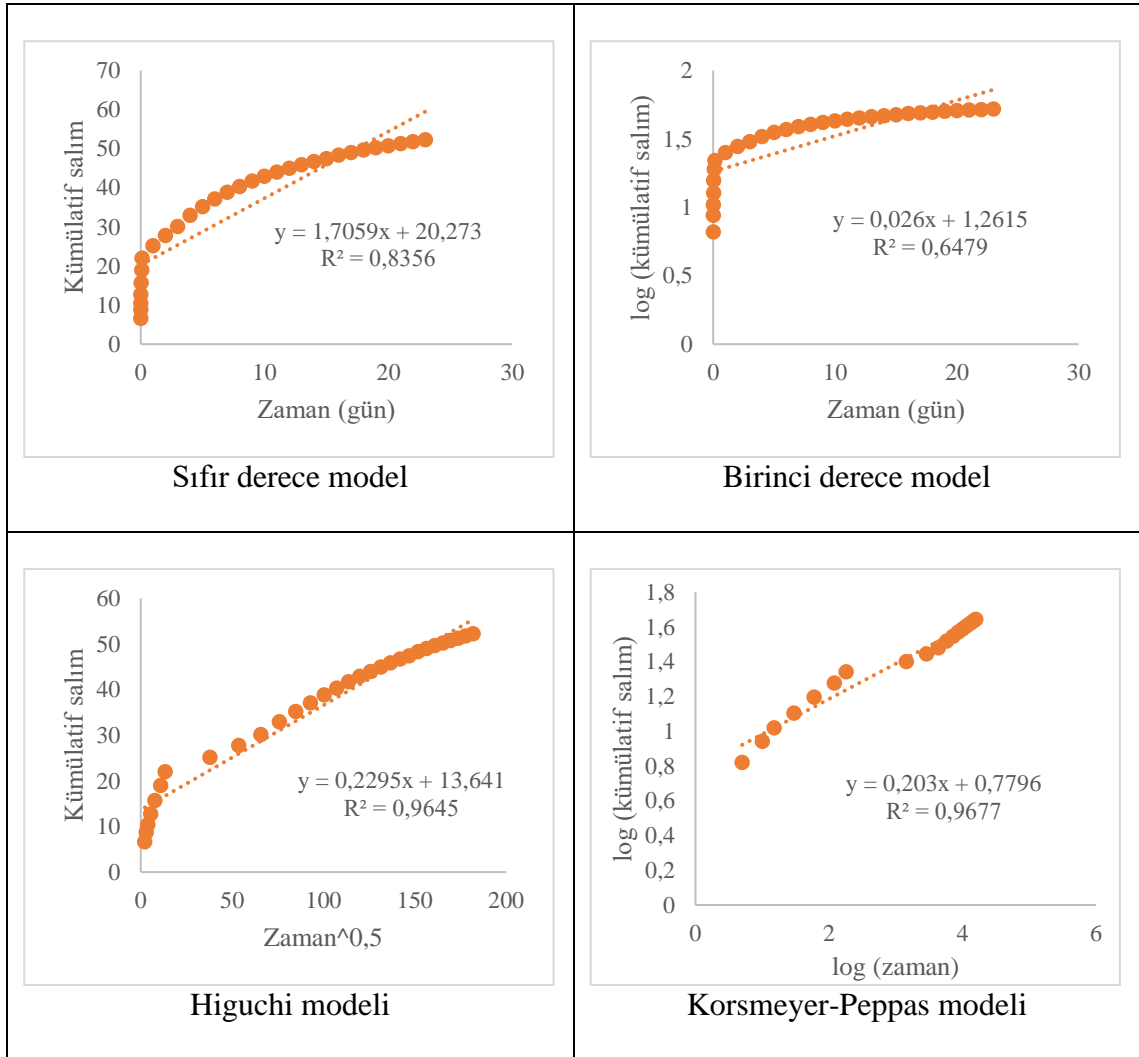 70
60
50
40
30
20
10
0
0
10
20
30
Kümülatif salım
Zaman (gün)
y = 1,7059x + 20,273
R² = 0,8356
Sıfır derece model
2
1,5
1
0,5
0
0
10
20
30
log (kümülatif salım)
Zaman (gün)
y = 0,026x + 1,2615
R² = 0,6479
Birinci derece model
60
50
40
30
20
10
0
0
50
100
150
200
Kümülatif salım
Zaman^0,5
y = 0,2295x + 13,641
R² = 0,9645
Higuchi modeli
1,8
1,6
1,4
1,2
1
0,8
0,6
0,4
0,2
0
0
2
4
6
log (kümülatif salım)
log (zaman)
y = 0,203x + 0,7796
R² = 0,9677
Korsmeyer-Peppas modeli